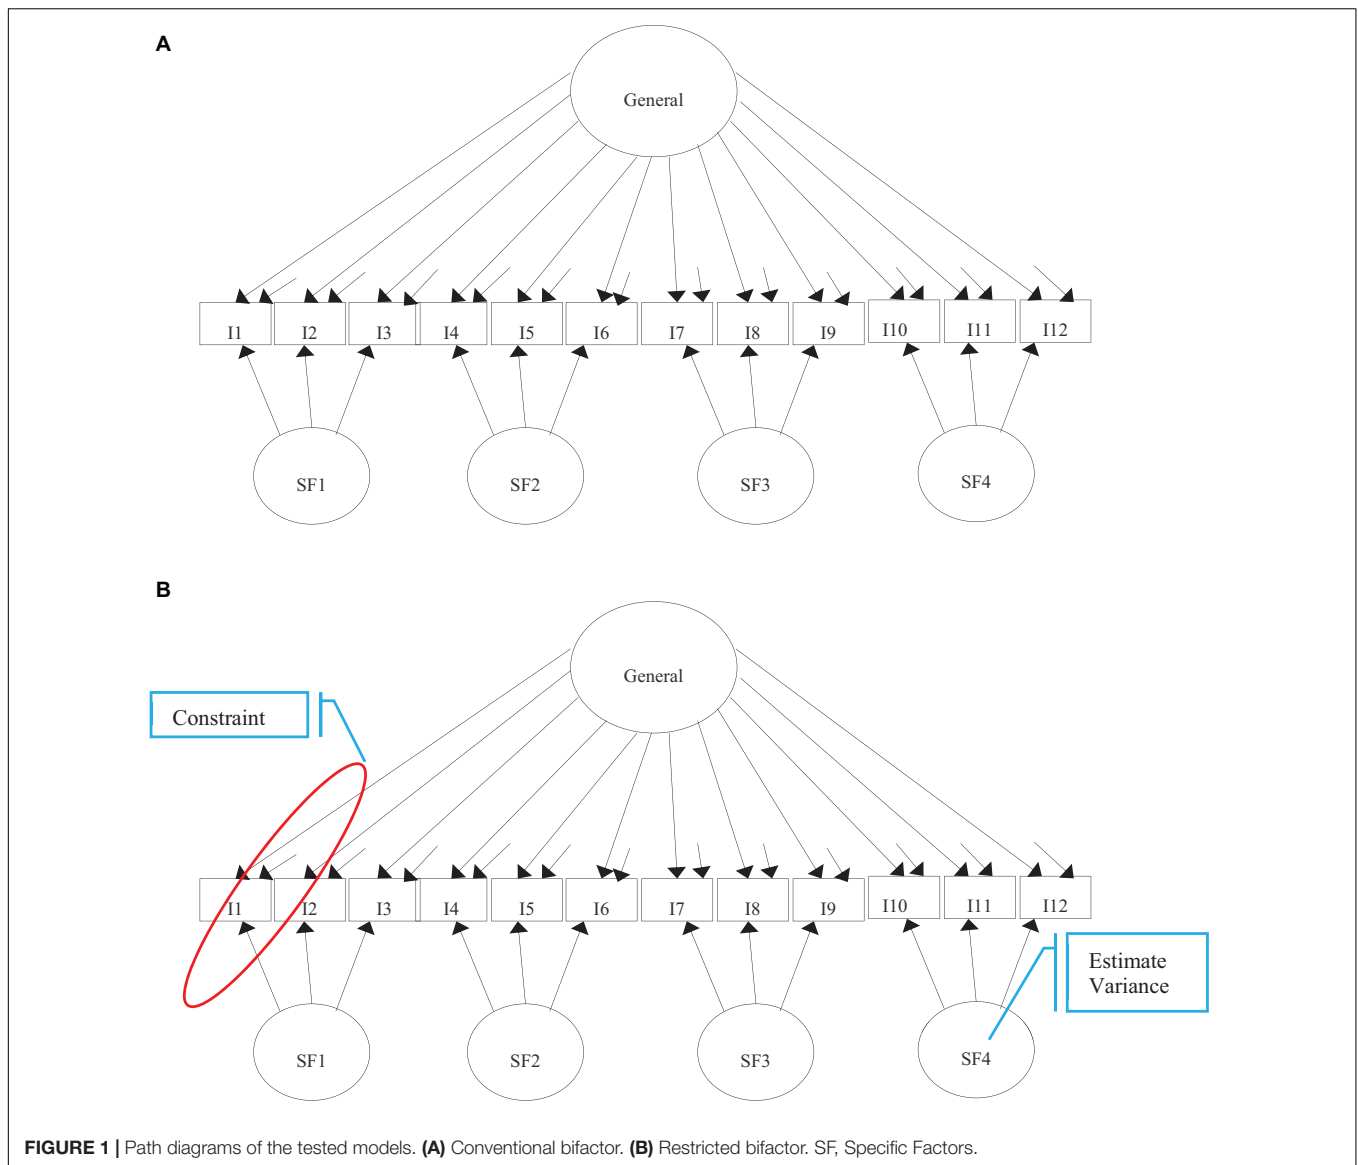 A
General
I1 I2 I3 I4 I5 I6 I7 I8 I9 I10 I11 I12
SF1 SF2 SF3 SF4
B
General
Constraint
I1 I2 I3 I4 I5 I6 I7 I8 I9 I10 I11 I12
Estimate
Variance
SF1 SF2 SF3 SF4
FIGURE 1 | Path diagrams of the tested models. (A) Conventional bifactor. (B) Restricted bifactor. SF, Specific Factors.